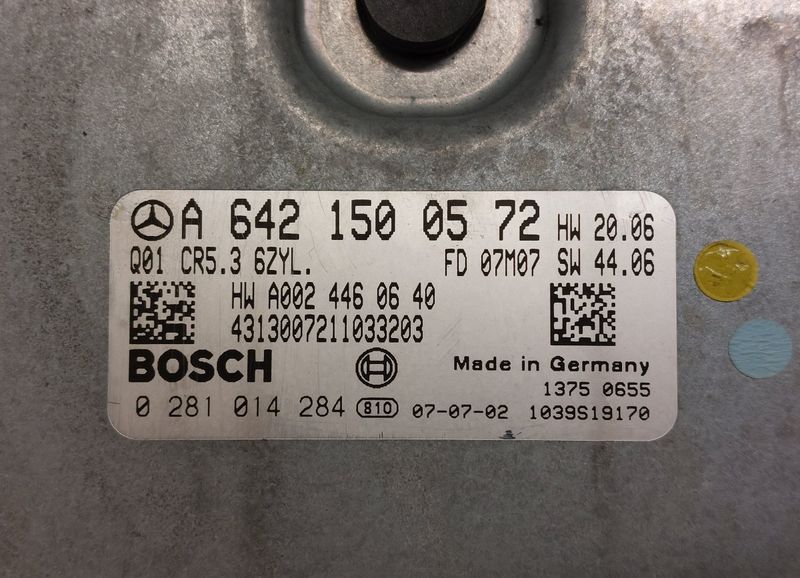 A 642 150 05 72 HW 20.06
Q01 CR5.3 6ZYL. FD 07M07 SW 44.06
HW A002 446 06 40
4313007211033203
BOSCH Made in Germany
1375 0655
0 281 014 284 810 07-07-02 1039S19170